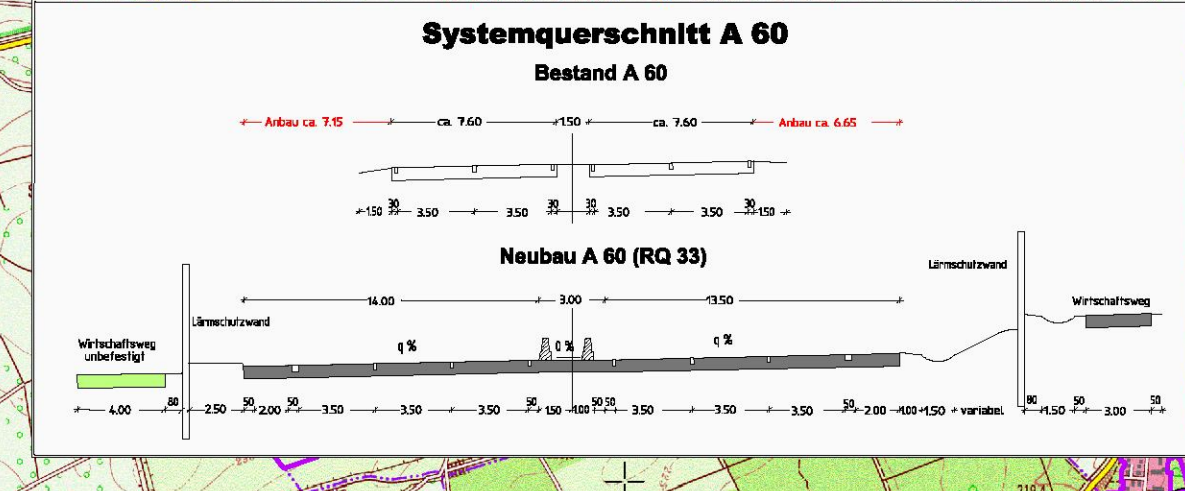 Systemquerschnitt A 60
Bestand A 60
Anbau ca. 7.15 ca. 7.60 1.50 ca. 7.60 Anbau ca. 6.65
1.50 30 3.50 3.50 30 30 3.50 3.50 30 1.50
Neubau A 60 (RQ 33)
Lärmschutzwand
14.00 3.00 13.50
Wirtschaftsweg
Lärmschutzwand
Wirtschaftsweg
unbefestigt
q % 0 % q %
4.00 80 2.50 50 2.00 50 3.50 3.50 3.50 50 1.50 1.00 50 50 3.50 3.50 3.50 50 2.00 1.00 1.50 variabel 80 1.50 50 3.00 50